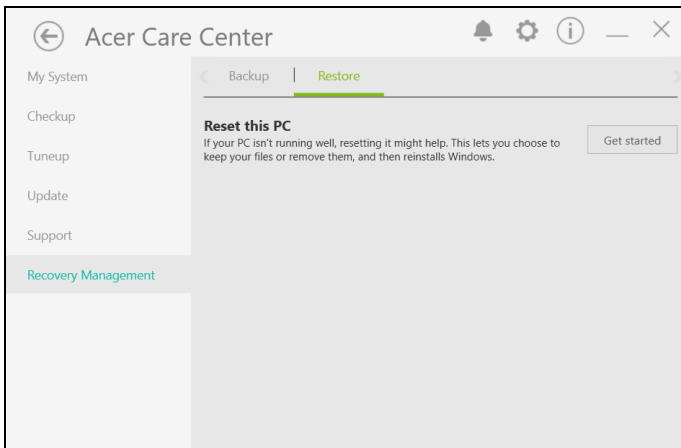 Acer Care Center
My System
Checkup
Tuneup
Update
Support
Recovery Management
Backup
Restore
Reset this PC
If your PC isn't running well, resetting it might help. This lets you choose to
keep your files or remove them, and then reinstalls Windows.
Get started